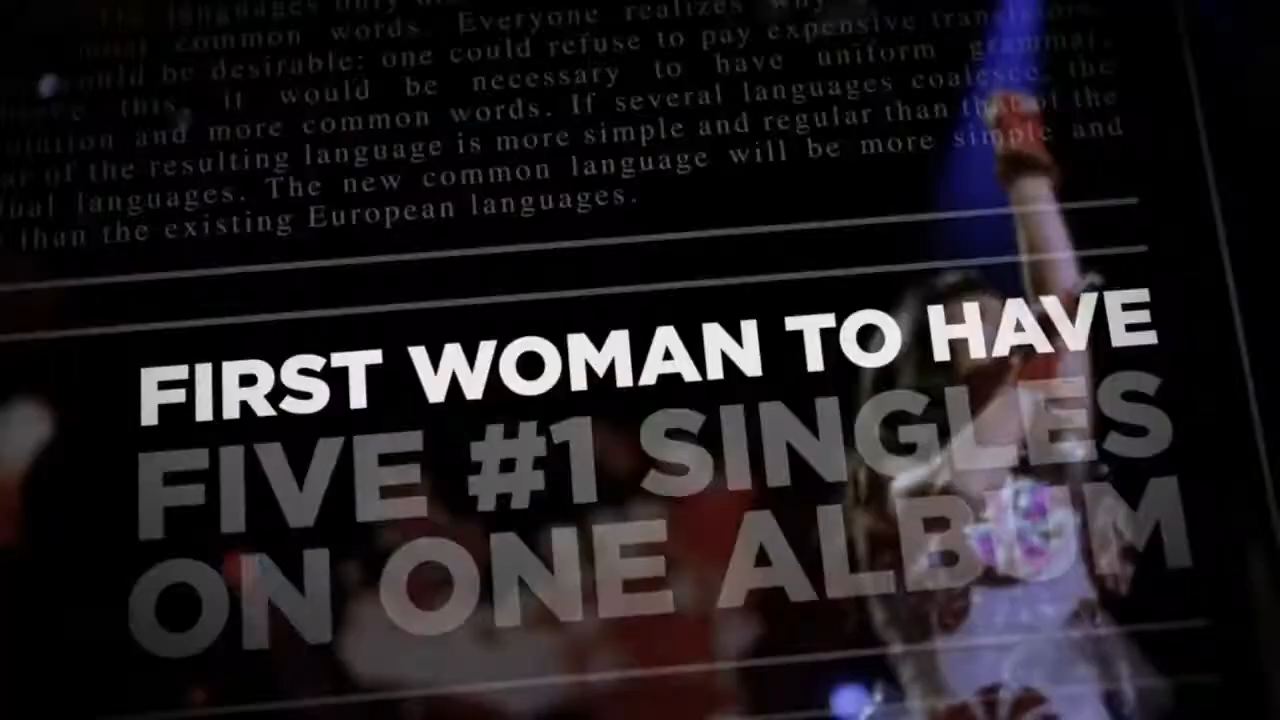 The languages only
common words. Everyone realizes why
would be desirable: one could refuse to pay expensive translators.
this, it would be necessary to have uniform grammar,
and more common words. If several languages coalesce, the
of the resulting language is more simple and regular than that of the
languages. The new common language will be more simple and
than the existing European languages.
FIRST WOMAN TO HAVE
FIVE #1 SINGLES
ON ONE ALBUM